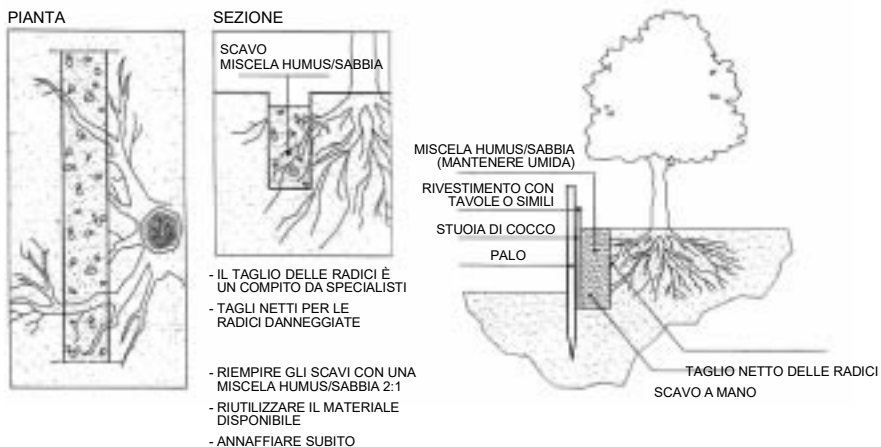 PIANTA
SEZIONE
SCAVO
MISCELA HUMUS/SABBIA
- IL TAGLIO DELLE RADICI È
UN COMPITO DA SPECIALISTI
- TAGLI NETTI PER LE
RADICI DANNEGGIATE
- RIEMPIRE GLI SCAVI CON UNA
MISCELA HUMUS/SABBIA 2:1
- RIUTILIZZARE IL MATERIALE
DISPONIBILE
- ANNAFFIARE SUBITO
MISCELA HUMUS/SABBIA
(MANTENERE UMIDA)
RIVESTIMENTO CON
TAVOLE O SIMILI
STUOIA DI COCCO
PALO
TAGLIO NETTO DELLE RADICI
SCAVO A MANO